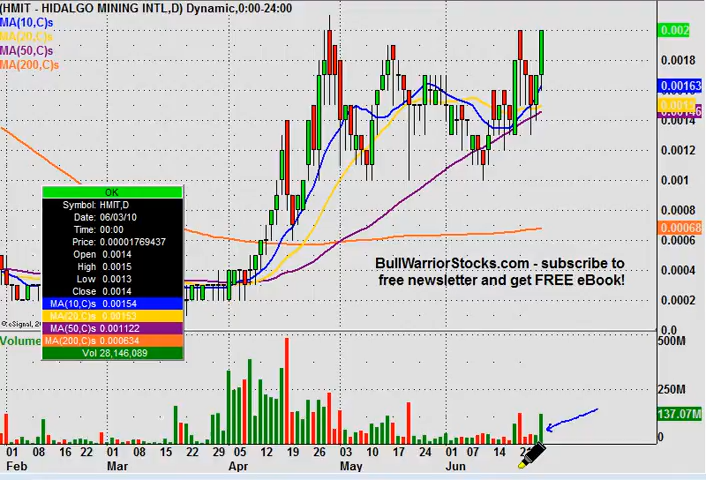 (HMIT - HIDALGO MINING INTL,D) Dynamic,0:00-24:00
MA(10,C)s
MA(20,C)s
MA(50,C)s
MA(200,C)s
0.002
0.0018
0.00163
0.0014
0.0012
0.001
0.0008
0.00068
0.0006
0.0004
0.0002
0.0
OK
Symbol: HMIT,D
Date: 06/03/10
Time: 00:00
Price: 0.00001769437
Open 0.0014
High 0.0015
Low 0.0013
Close 0.0014
MA(10,C)s 0.00154
MA(20,C)s 0.00153
MA(50,C)s 0.001122
MA(200,C)s 0.000634
Vol 28,146,089
BullWarriorStocks.com - subscribe to
free newsletter and get FREE eBook!
Volume
500M
250M
137.07M
0
01 08 16 22 01 08 15 22 29 05 12 19 26 03 10 17 24 01 07 14
Feb Mar Apr May Jun